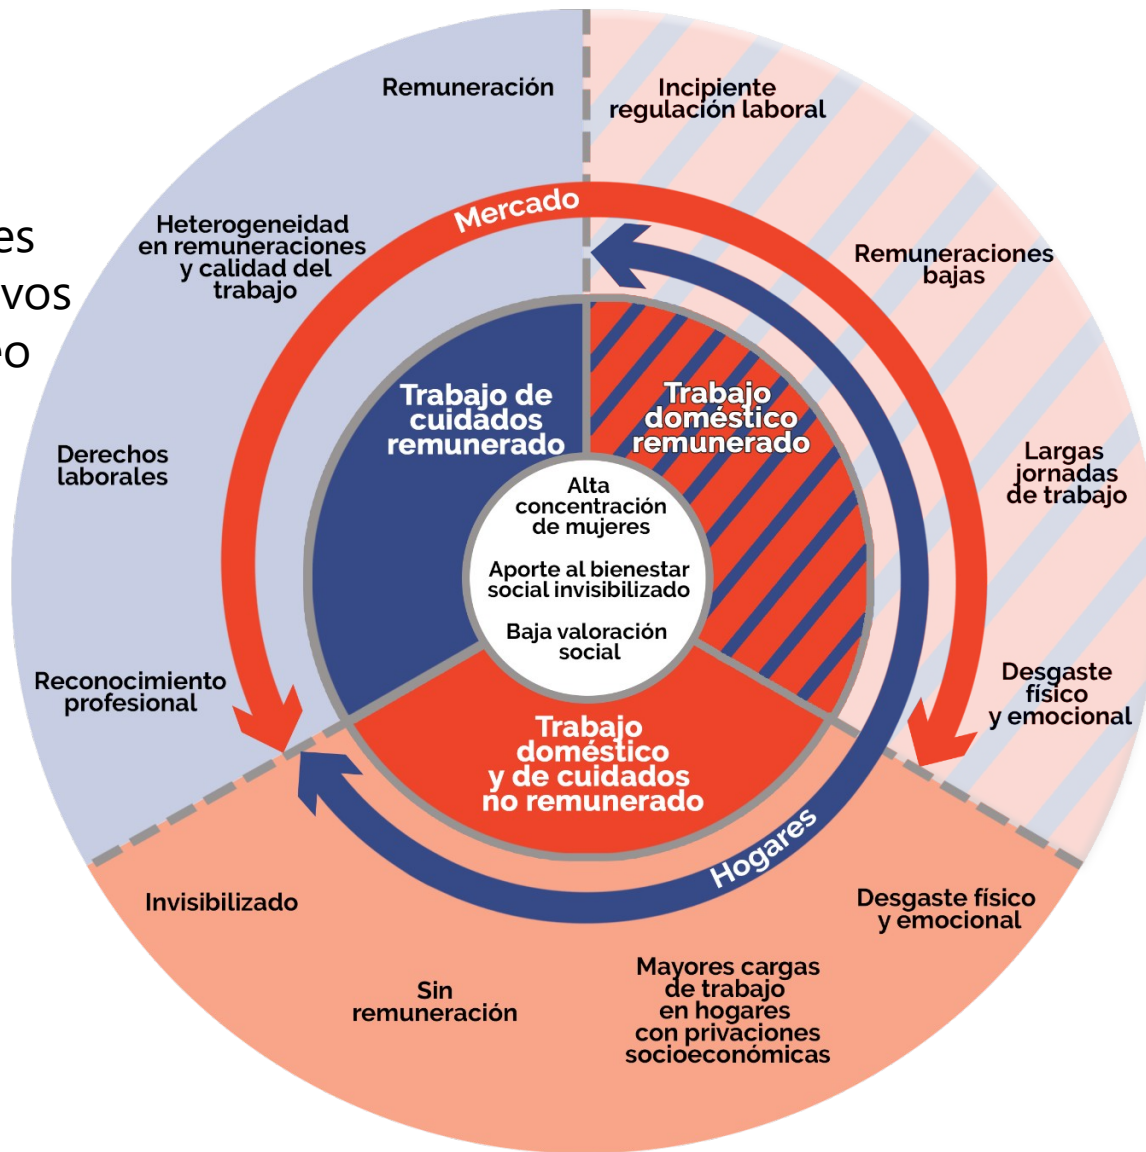 Remuneración
Heterogeneidad
en remuneraciones
y calidad del
trabajo
Derechos
laborales
Reconocimiento
profesional
Incipiente
regulación laboral
Remuneraciones
bajas
Largas
jornadas
de trabajo
Desgaste
físico
y emocional
Mercado
Trabajo de
cuidados
remunerado
Trabajo
doméstico
remunerado
Alta
concentración
de mujeres
Aporte al bienestar
social invisibilizado
Baja valoración
social
Trabajo
doméstico
y de cuidados
no remunerado
Hogares
Invisibilizado
Sin
remuneración
Mayores cargas
de trabajo
en hogares
con privaciones
socioeconómicas
Desgaste físico
y emocional